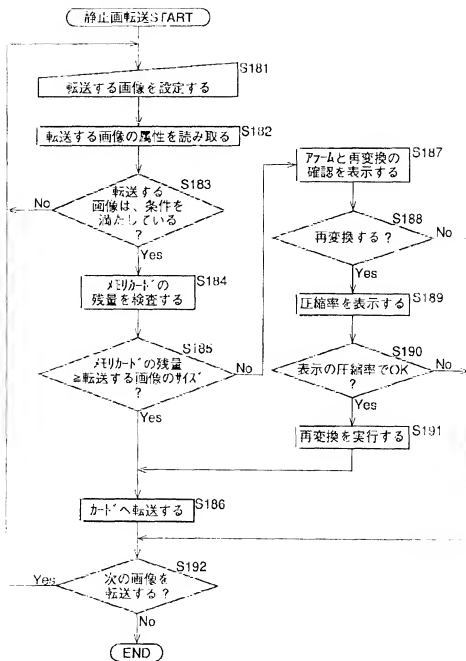 静止画転送START
S181
転送する画像を設定する
S182
転送する画像の属性を読み取る
S183
転送する
画像は、条件を
満たしている
?
No
Yes
S184
メモリカードの
残量を検査する
S185
メモリカードの残量
≧転送する画像のサイズ
?
No
Yes
S187
アラームと再変換の
確認を表示する
S188
再変換する?
No
Yes
S189
圧縮率を表示する
S190
表示の圧縮率でOK
?
No
Yes
S191
再変換を実行する
S186
カードへ転送する
S192
次の画像を
転送する?
Yes
No
END